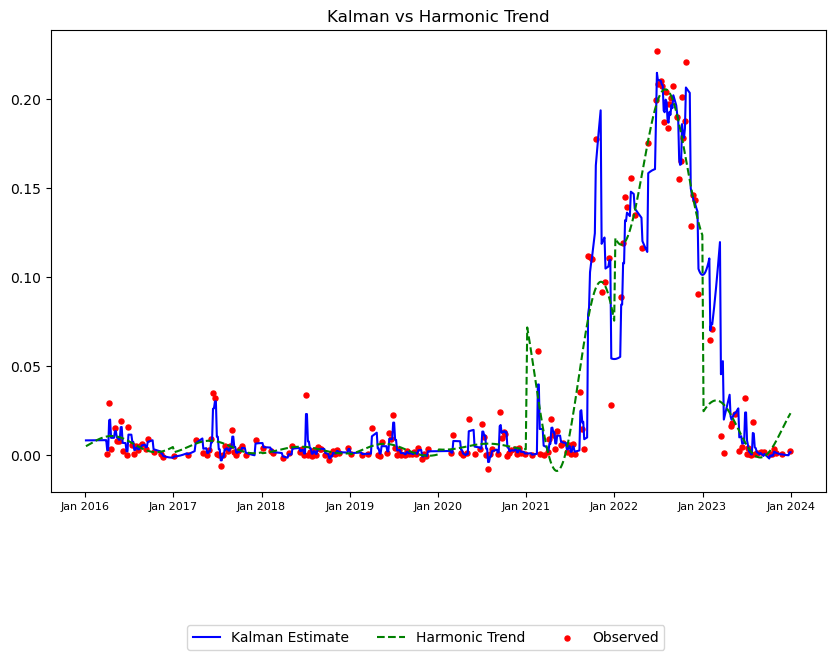 Kalman vs Harmonic Trend
0.20
0.15
0.10
0.05
0.00
Jan 2016 Jan 2017 Jan 2018 Jan 2019 Jan 2020 Jan 2021 Jan 2022 Jan 2023 Jan 2024
Kalman Estimate Harmonic Trend Observed